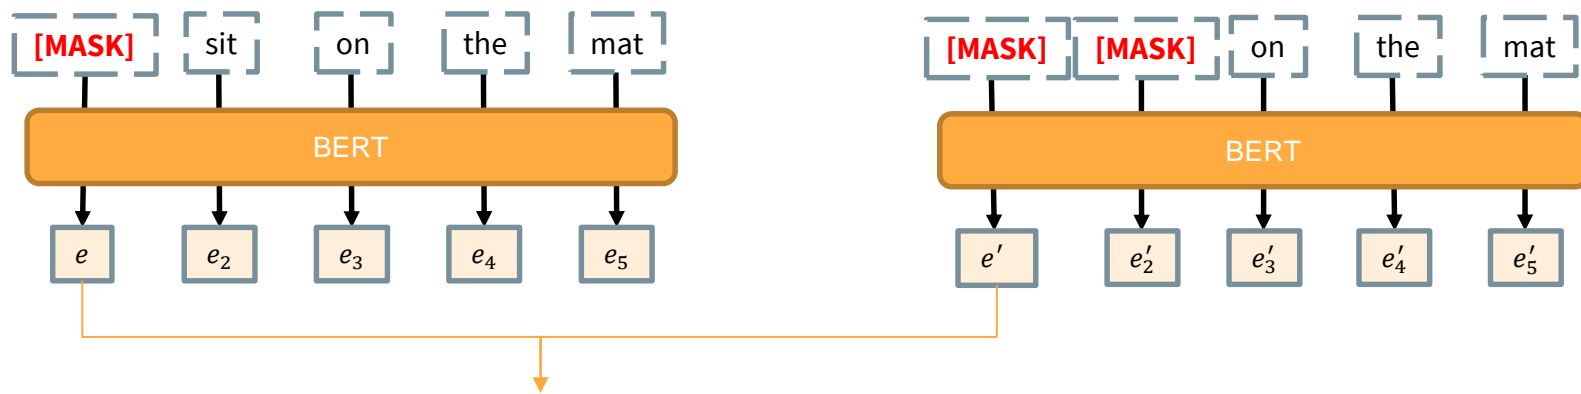 [MASK] sit on the mat [MASK] [MASK] on the mat
BERT BERT
e e₂ e₃ e₄ e₅ e′ e′₂ e′₃ e′₄ e′₅